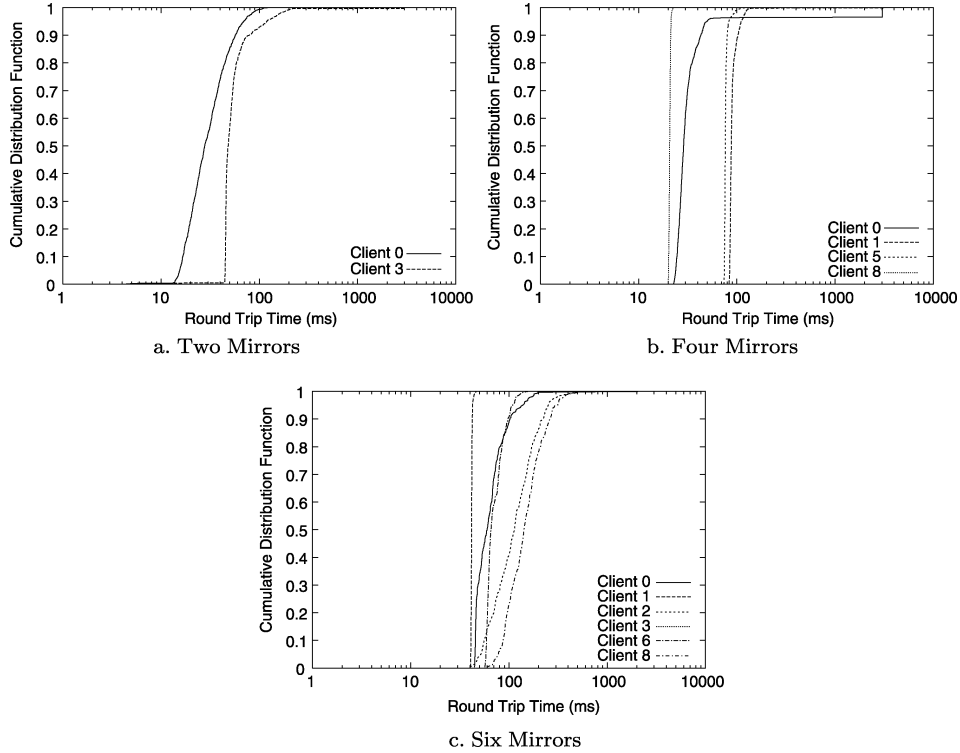 Cumulative Distribution Function
1
0.9
0.8
0.7
0.6
0.5
0.4
0.3
0.2
0.1
0
Client 0
Client 3
1 10 100 1000 10000
Round Trip Time (ms)
a. Two Mirrors
Cumulative Distribution Function
1
0.9
0.8
0.7
0.6
0.5
0.4
0.3
0.2
0.1
0
Client 0
Client 1
Client 5
Client 8
1 10 100 1000 10000
Round Trip Time (ms)
b. Four Mirrors
Cumulative Distribution Function
1
0.9
0.8
0.7
0.6
0.5
0.4
0.3
0.2
0.1
0
Client 0
Client 1
Client 2
Client 3
Client 6
Client 8
1 10 100 1000 10000
Round Trip Time (ms)
c. Six Mirrors